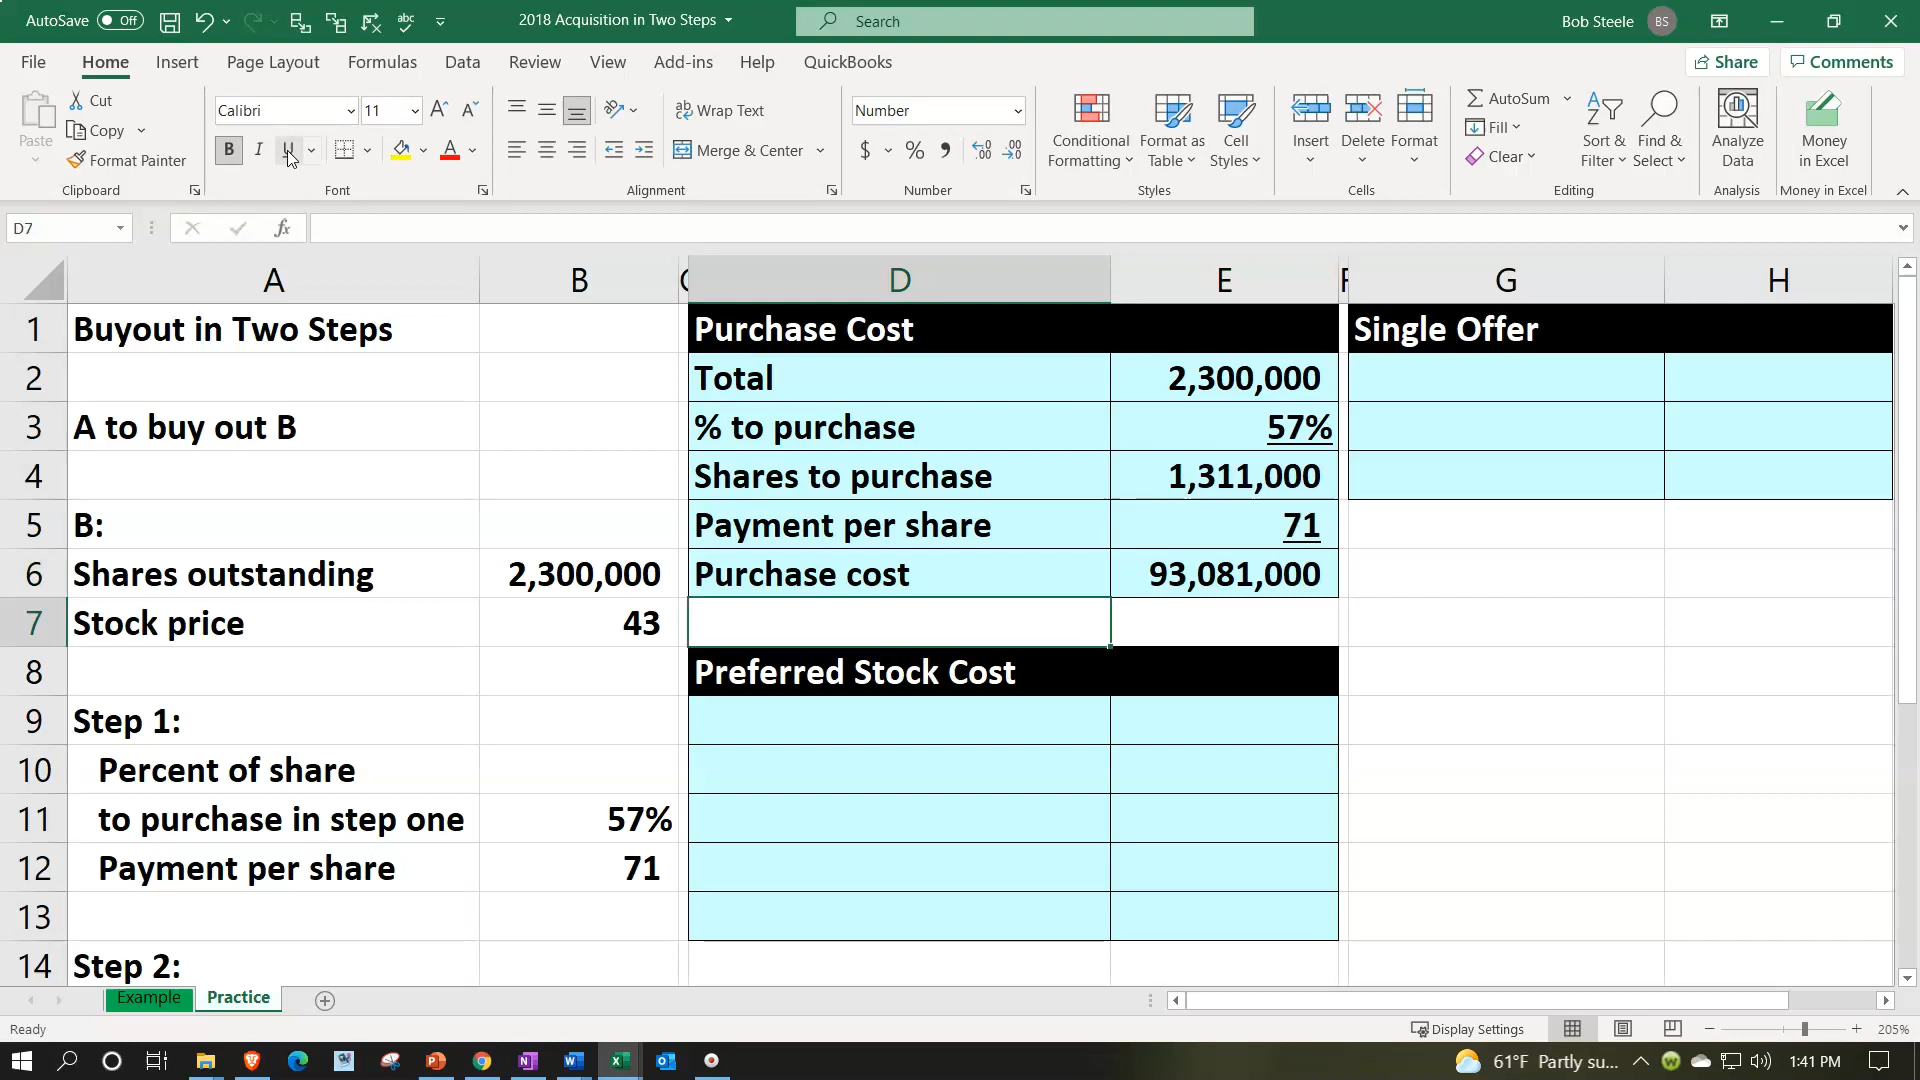 AutoSave Off 2018 Acquisition in Two Steps Search Bob Steele BS
File Home Insert Page Layout Formulas Data Review View Add-ins Help QuickBooks Share Comments
Paste
Cut
Copy
Format Painter
Clipboard
Calibri 11
B I U
Font
Wrap Text
Merge & Center
Alignment
Number
$ % 9
Number
Conditional Formatting
Format as Table
Cell Styles
Styles
Insert Delete Format
Cells
AutoSum
Fill
Clear
Sort & Filter
Find & Select
Editing
Analyze Data
Analysis
Money in Excel
Money in Excel
D7 fx
A B D E F G H
1 Buyout in Two Steps Purchase Cost Single Offer
2 Total 2,300,000
3 A to buy out B % to purchase 57%
4 Shares to purchase 1,311,000
5 B: Payment per share 71
6 Shares outstanding 2,300,000 Purchase cost 93,081,000
7 Stock price 43
8 Preferred Stock Cost
9 Step 1:
10 Percent of share
11 to purchase in step one 57%
12 Payment per share 71
13
14 Step 2:
Example Practice
Ready Display Settings 205%
61°F Partly su... 1:41 PM